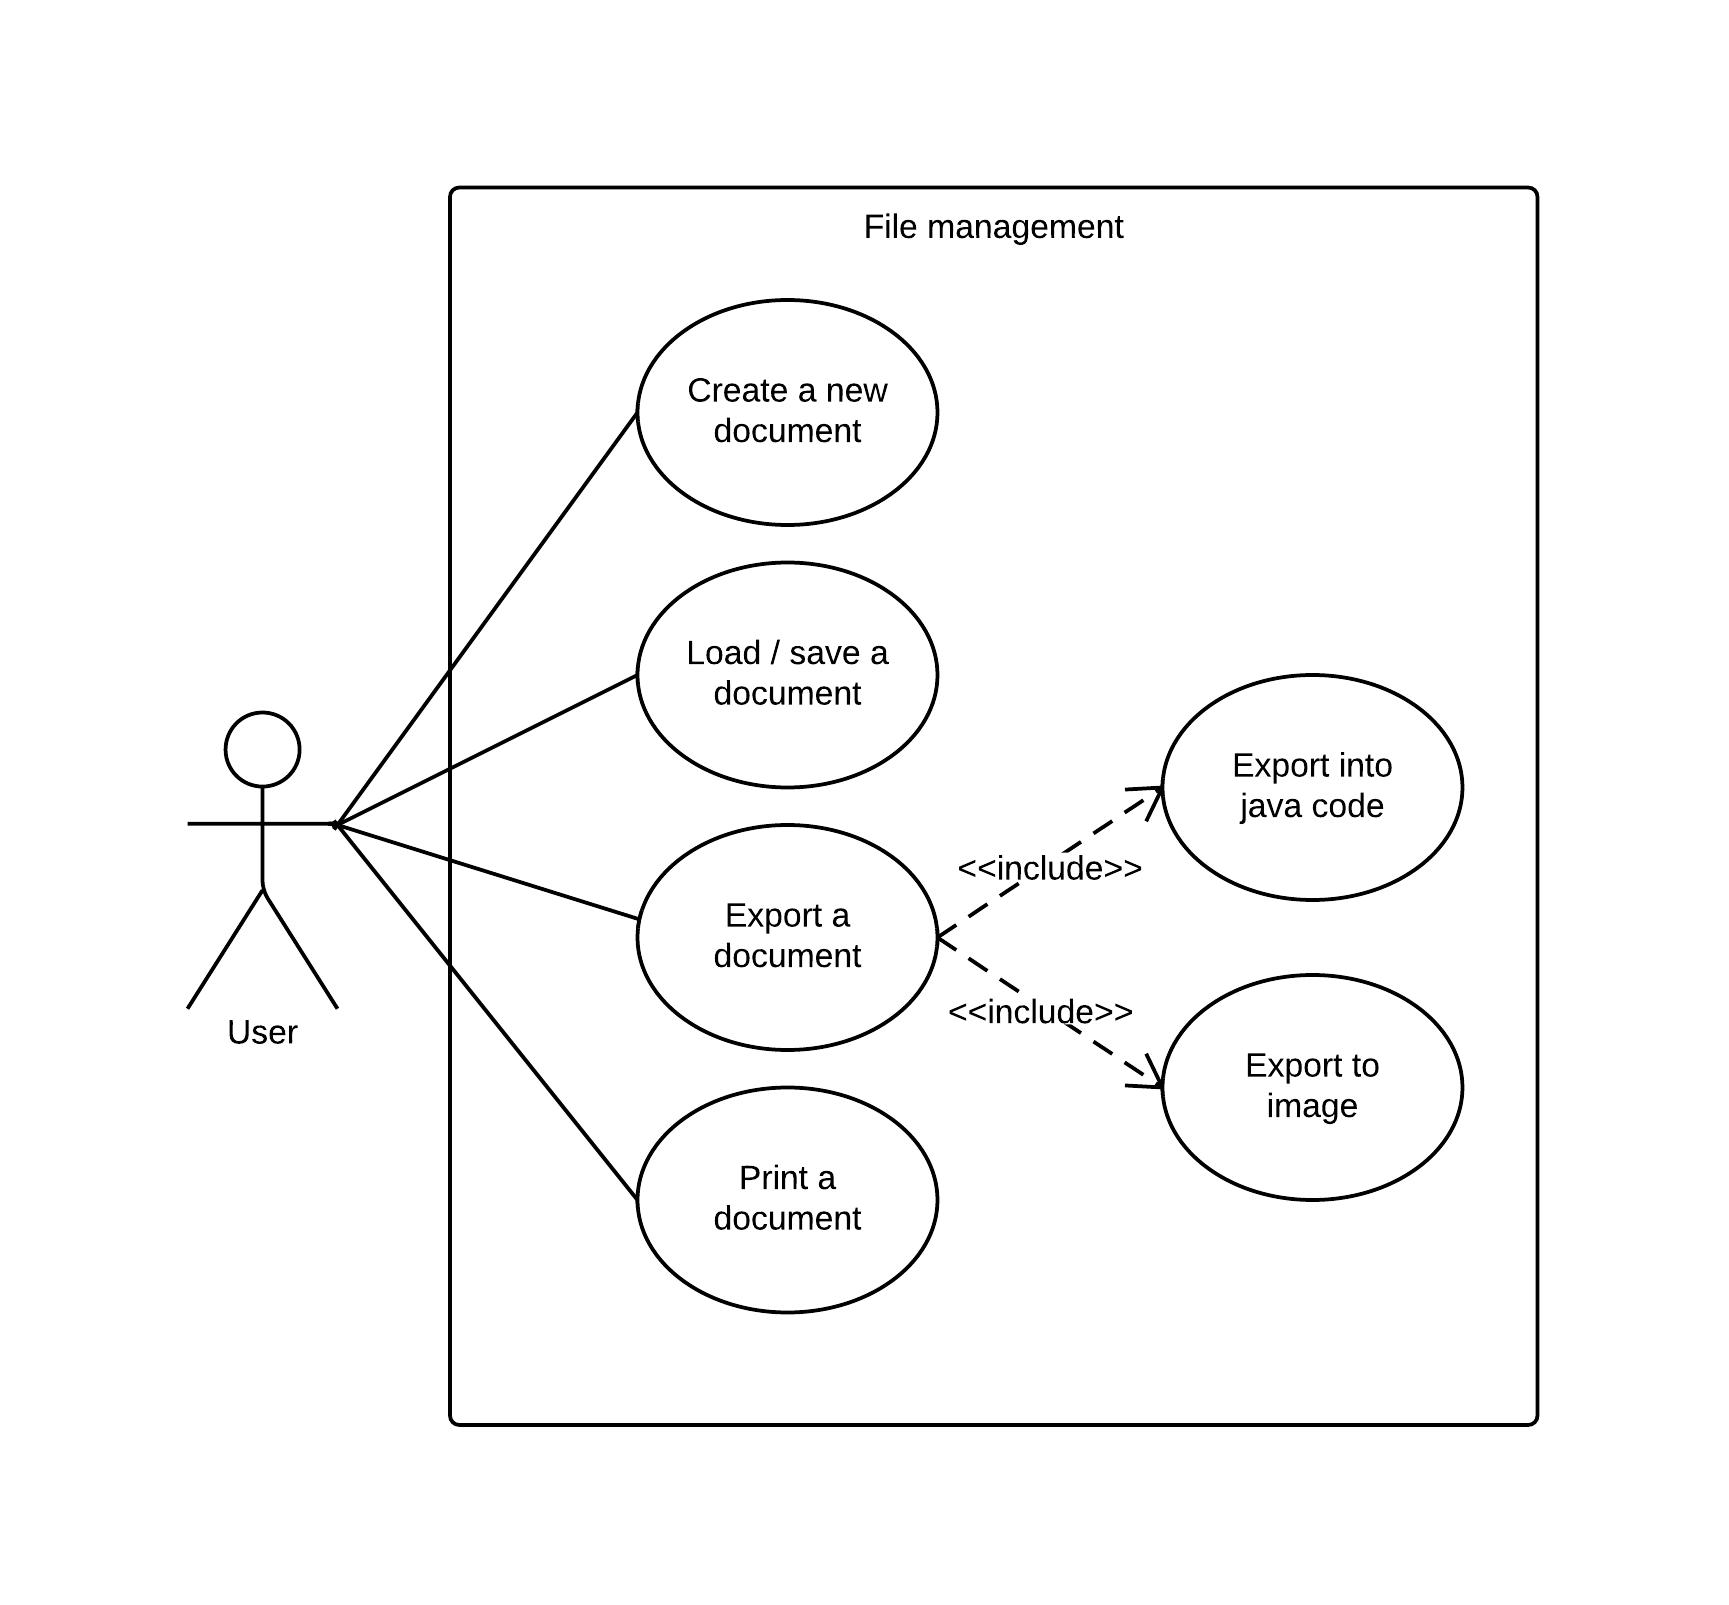 File management
Create a new
document
Load / save a
document
Export into
java code
<<include>>
Export a
document
<<include>>
User
Export to
image
Print a
document